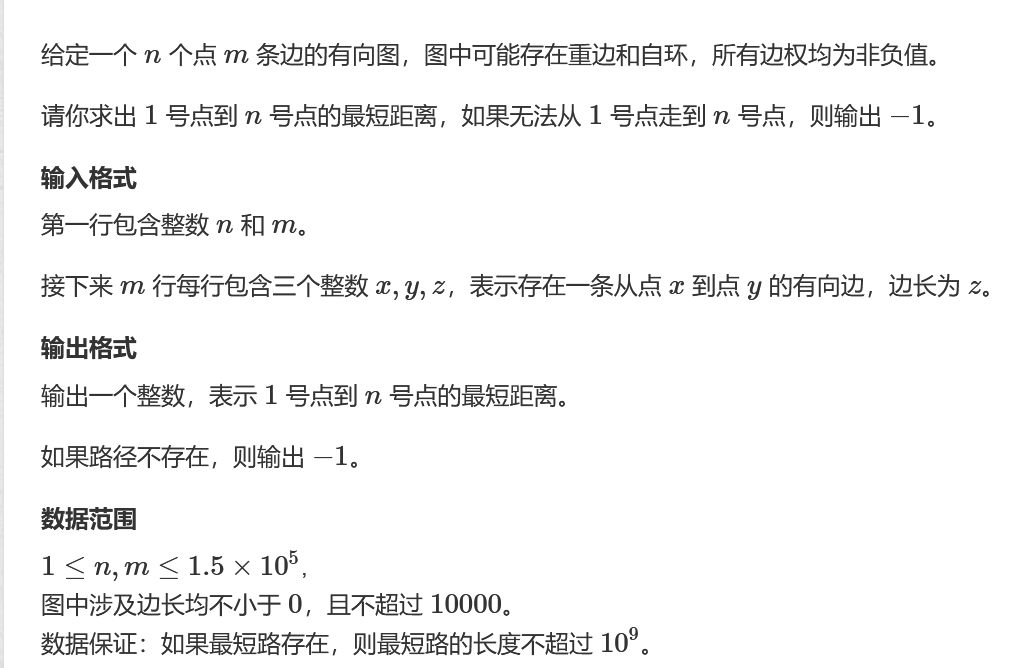 给定一个 n 个点 m 条边的有向图，图中可能存在重边和自环，所有边权均为非负值。
请你求出 1 号点到 n 号点的最短距离，如果无法从 1 号点走到 n 号点，则输出 −1。
输入格式
第一行包含整数 n 和 m。
接下来 m 行每行包含三个整数 x, y, z，表示存在一条从点 x 到点 y 的有向边，边长为 z。
输出格式
输出一个整数，表示 1 号点到 n 号点的最短距离。
如果路径不存在，则输出 −1。
数据范围
1 ≤ n, m ≤ 1.5 × 10⁵,
图中涉及边长均不小于 0，且不超过 10000。
数据保证：如果最短路存在，则最短路的长度不超过 10⁹。